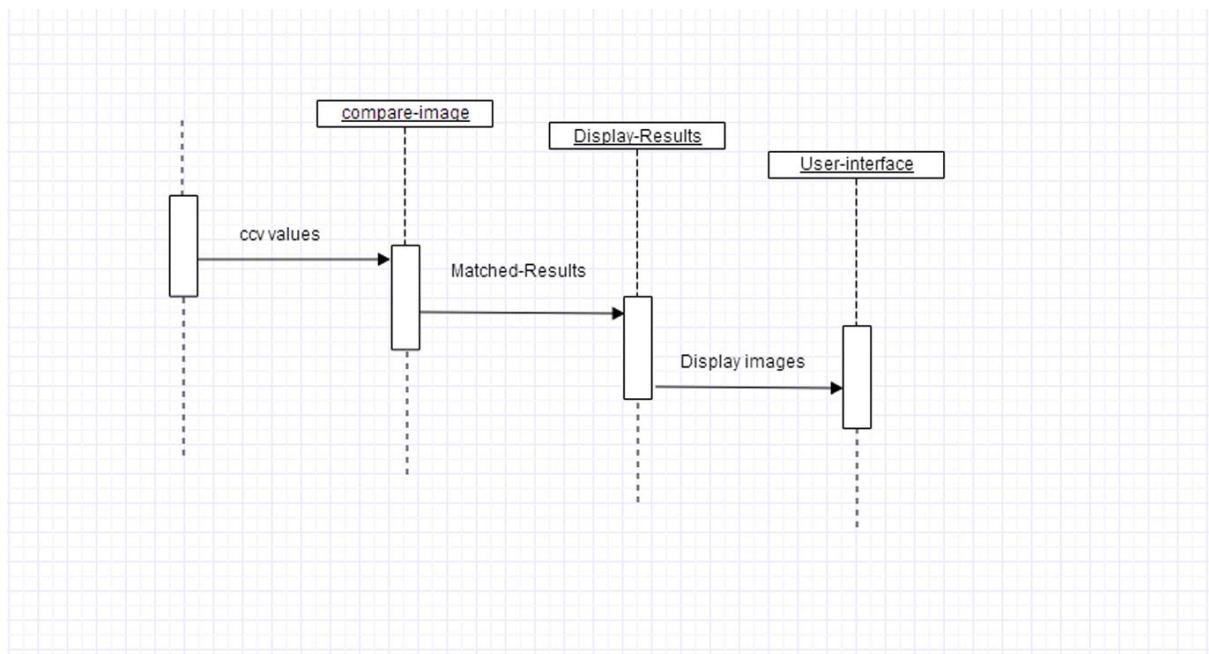 compare-image
Display-Results
User-interface
ccv values
Matched-Results
Display images